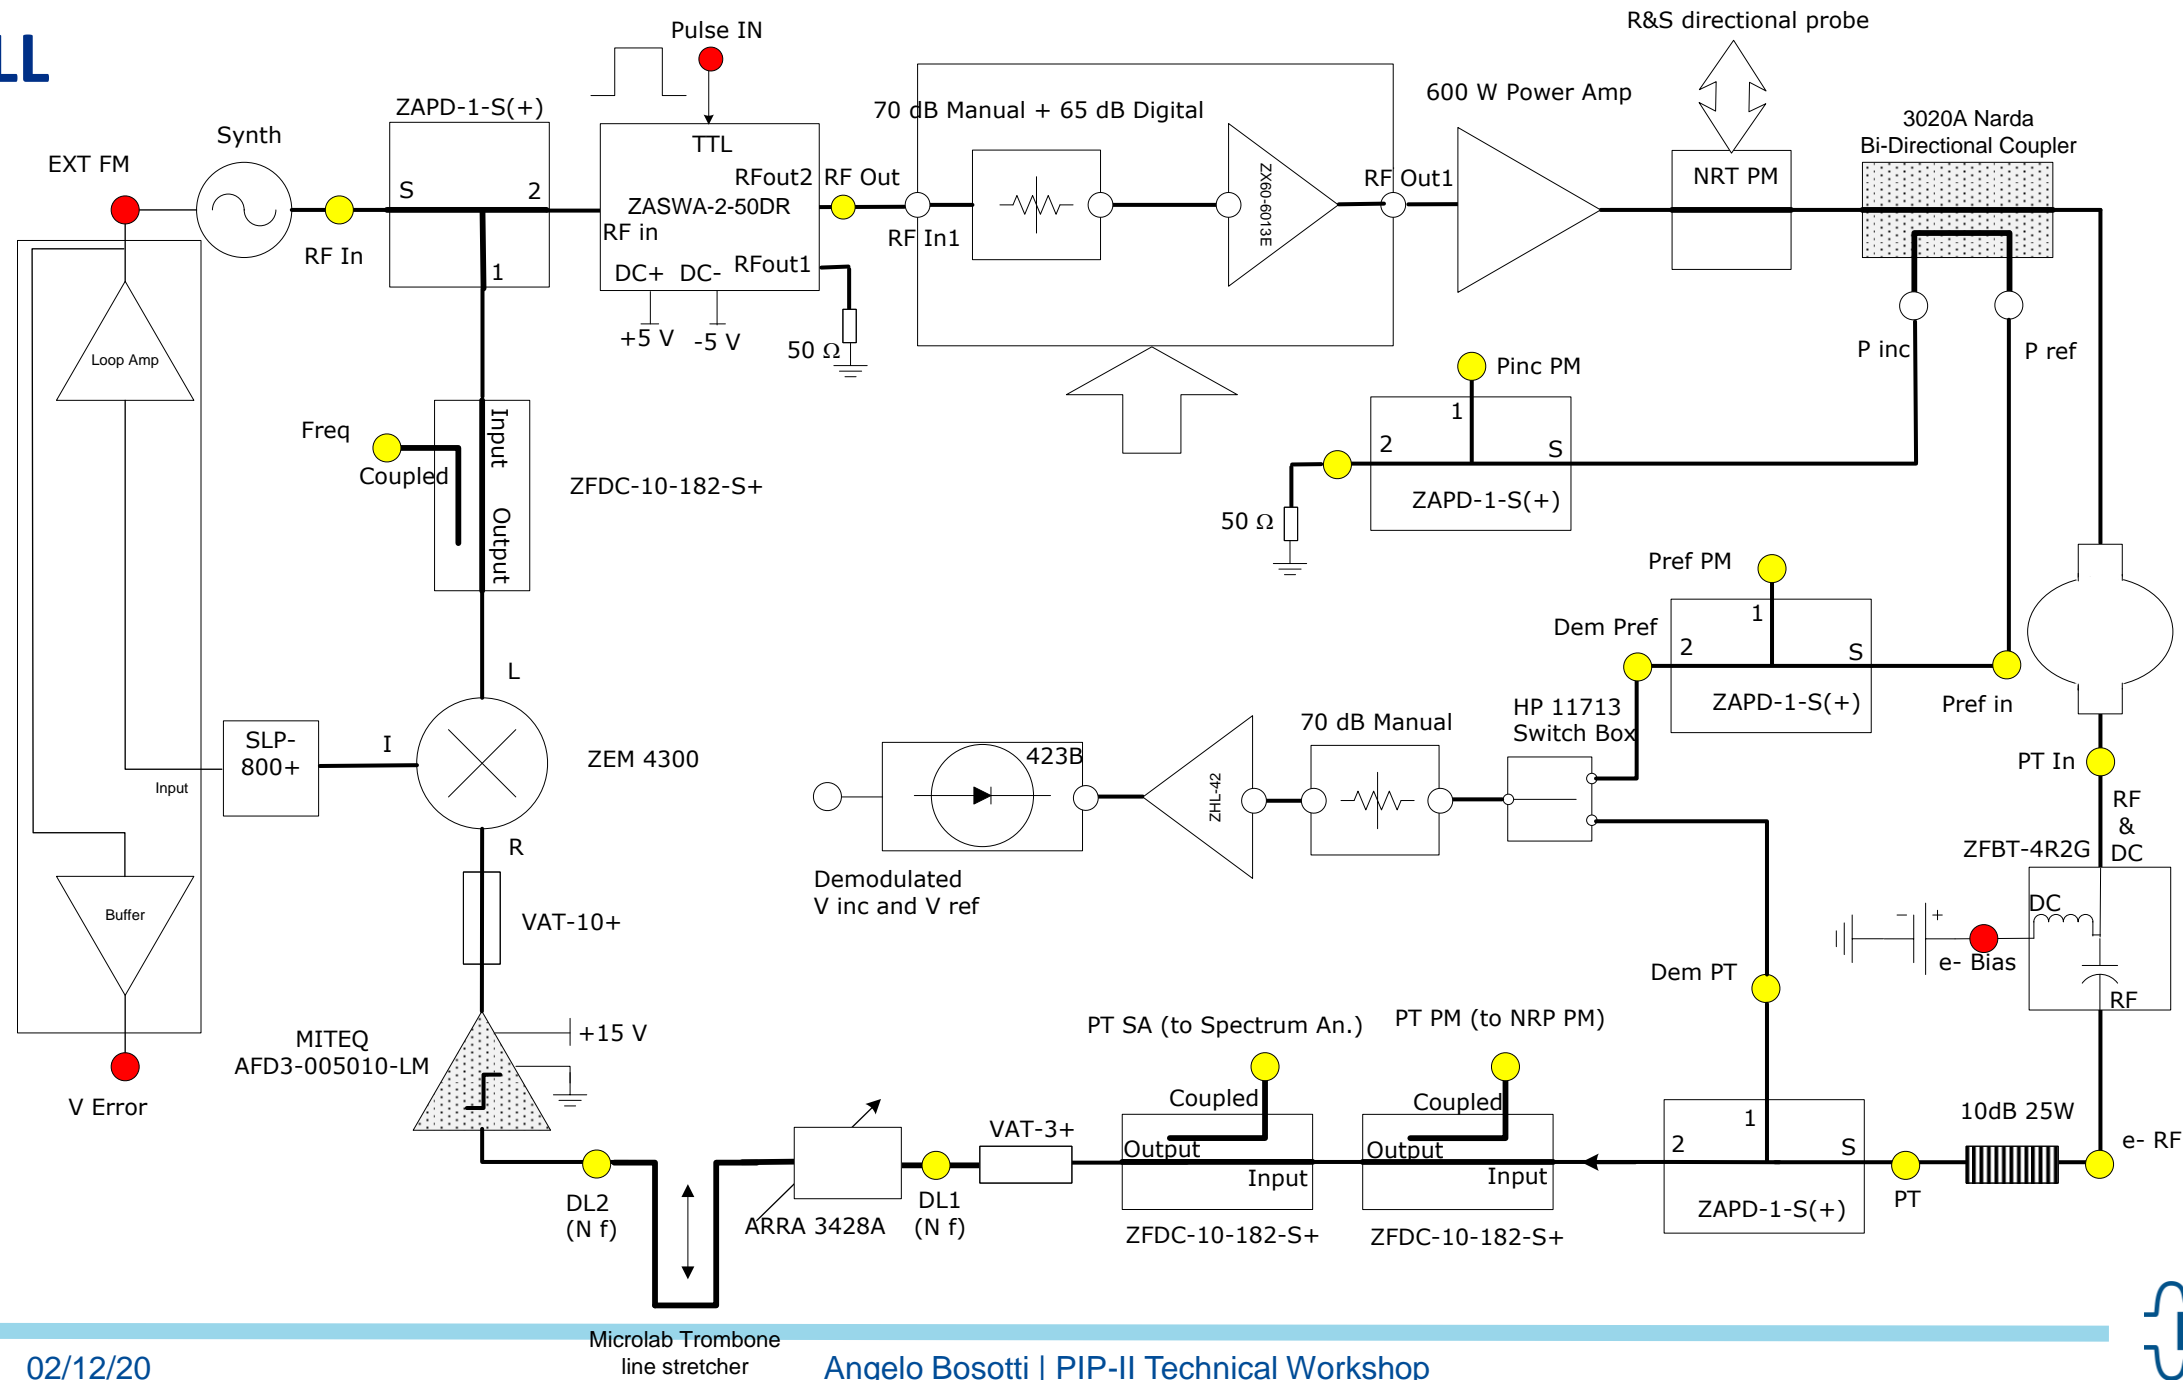 LL
Pulse IN
R&S directional probe
ZAPD-1-S(+)
70 dB Manual + 65 dB Digital
600 W Power Amp
3020A Narda
Bi-Directional Coupler
Synth
EXT FM
TTL
S
2
RFout2
RF Out
RF Out1
NRT PM
ZASWA-2-50DR
ZX60-6013E
RF in
RF In1
RF In
1
DC+
DC-
RFout1
+5 V
-5 V
50 Ω
Loop Amp
P inc
P ref
Pinc PM
1
2
S
ZAPD-1-S(+)
50 Ω
Freq
Coupled
Input
Output
ZFDC-10-182-S+
Pref PM
1
Dem Pref
2
S
ZAPD-1-S(+)
Pref in
L
I
R
ZEM 4300
SLP-
800+
Input
HP 11713
Switch Box
70 dB Manual
ZHL-42
423B
Demodulated
V inc and V ref
PT In
RF
&
DC
ZFBT-4R2G
DC
-
+
e- Bias
RF
Buffer
VAT-10+
Dem PT
PT SA (to Spectrum An.)
PT PM (to NRP PM)
+15 V
MITEQ
AFD3-005010-LM
V Error
Coupled
Coupled
10dB 25W
1
VAT-3+
Output
Input
Output
Input
2
S
e- RF
PT
DL2
(N f)
ARRA 3428A
DL1
(N f)
ZFDC-10-182-S+
ZFDC-10-182-S+
ZAPD-1-S(+)
Microlab Trombone
line stretcher
02/12/20
Angelo Bosotti | PIP-II Technical Workshop